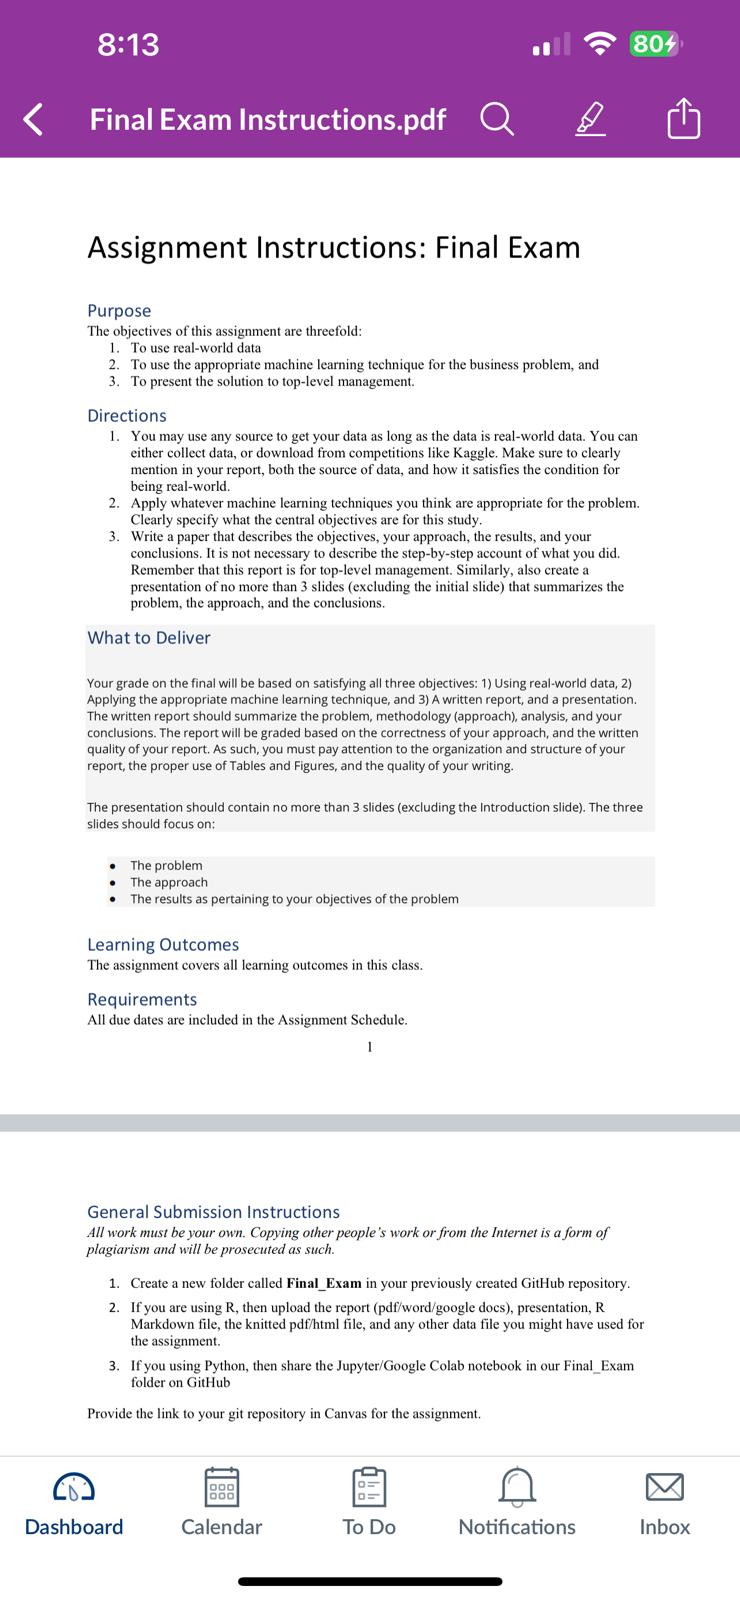 8:13
80
Final Exam Instructions.pdf
Assignment Instructions: Final Exam
Purpose
The objectives of this assignment are threefold:
1. To use real-world data
2. To use the appropriate machine learning technique for the business problem, and
3. To present the solution to top-level management.
Directions
1. You may use any source to get your data as long as the data is real-world data. You can
either collect data, or download from competitions like Kaggle. Make sure to clearly
mention in your report, both the source of data, and how it satisfies the condition for
being real-world.
2. Apply whatever machine learning techniques you think are appropriate for the problem.
Clearly specify what the central objectives are for this study.
3. Write a paper that describes the objectives, your approach, the results, and your
conclusions. It is not necessary to describe the step-by-step account of what you did.
Remember that this report is for top-level management. Similarly, also create a
presentation of no more than 3 slides (excluding the initial slide) that summarizes the
problem, the approach, and the conclusions.
What to Deliver
Your grade on the final will be based on satisfying all three objectives: 1) Using real-world data, 2)
Applying the appropriate machine learning technique, and 3) A written report, and a presentation.
The written report should summarize the problem, methodology (approach), analysis, and your
conclusions. The report will be graded based on the correctness of your approach, and the written
quality of your report. As such, you must pay attention to the organization and structure of your
report, the proper use of Tables and Figures, and the quality of your writing.
The presentation should contain no more than 3 slides (excluding the Introduction slide). The three
slides should focus on:
• The problem
• The approach
• The results as pertaining to your objectives of the problem
Learning Outcomes
The assignment covers all learning outcomes in this class.
Requirements
All due dates are included in the Assignment Schedule.
1
General Submission Instructions
All work must be your own. Copying other people's work or from the Internet is a form of
plagiarism and will be prosecuted as such.
1. Create a new folder called Final_Exam in your previously created GitHub repository.
2. If you are using R, then upload the report (pdf/word/google docs), presentation, R
Markdown file, the knitted pdf/html file, and any other data file you might have used for
the assignment.
3. If you using Python, then share the Jupyter/Google Colab notebook in our Final_Exam
folder on GitHub
Provide the link to your git repository in Canvas for the assignment.
Dashboard
Calendar
To Do
Notifications
Inbox